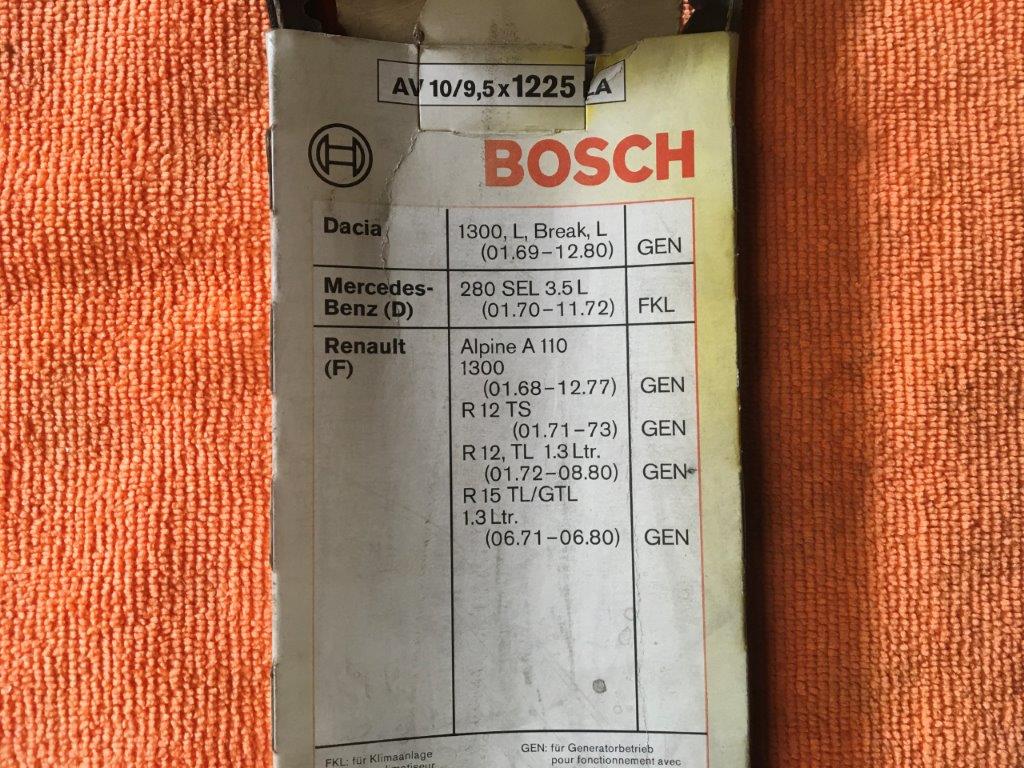 AV 10/9,5 x 1225 LA
BOSCH
Dacia 1300, L, Break, L
(01.69-12.80) GEN
Mercedes- 280 SEL 3.5 L
Benz (D) (01.70-11.72) FKL
Renault Alpine A 110
(F) 1300
(01.68-12.77) GEN
R 12 TS
(01.71-73) GEN
R 12, TL 1.3 Ltr.
(01.72-08.80) GEN
R 15 TL/GTL
1.3 Ltr.
(06.71-06.80) GEN
FKL: für Klimaanlage GEN: für Generatorbetrieb
pour fonctionnement avec